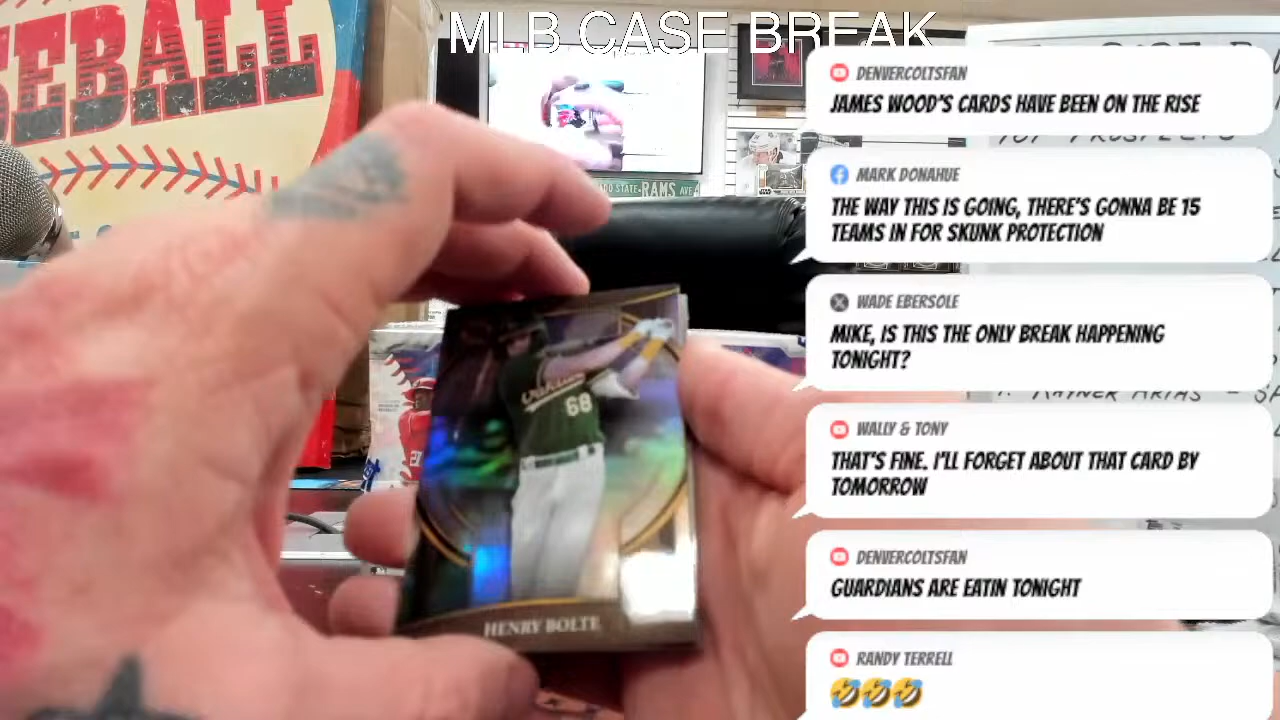 MLB CASE BREAK
SEBALL
DENVERCOLTSFAN
JAMES WOOD'S CARDS HAVE BEEN ON THE RISE
MARK DONAHUE
THE WAY THIS IS GOING, THERE'S GONNA BE 15
TEAMS IN FOR SKUNK PROTECTION
RAMS AVE
WADE EBERSOLE
MIKE, IS THIS THE ONLY BREAK HAPPENING
TONIGHT?
WALLY & TONY
THAT'S FINE. I'LL FORGET ABOUT THAT CARD BY
TOMORROW
68
DENVERCOLTSFAN
GUARDIANS ARE EATIN TONIGHT
HENRY BOLTE
RANDY TERRELL
🤣🤣🤣